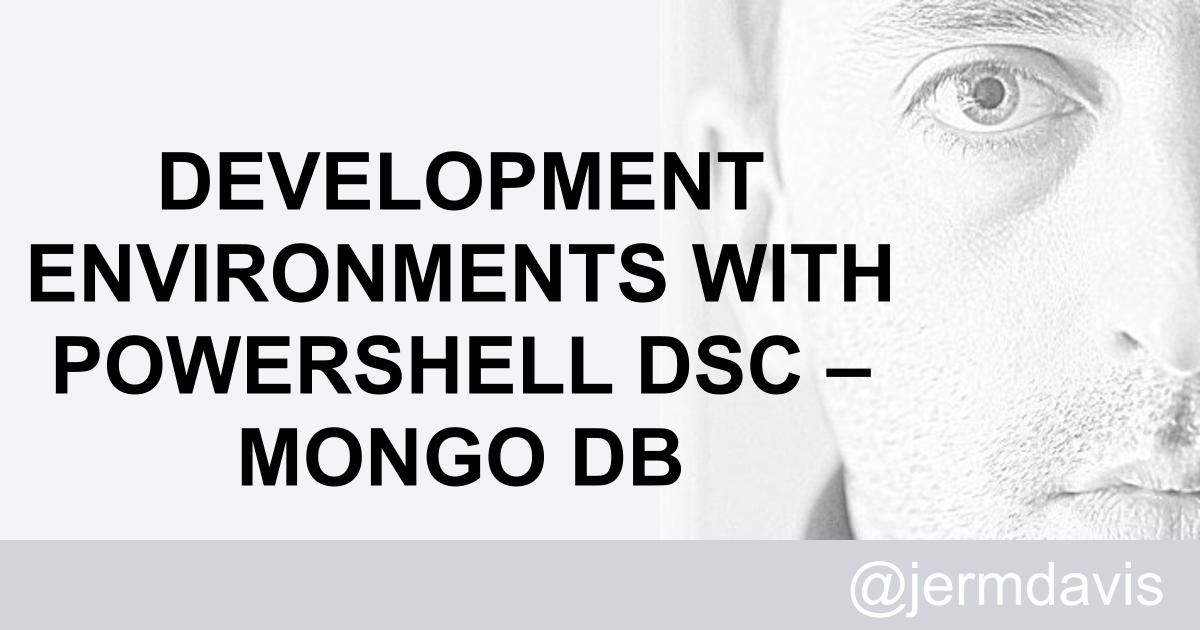 DEVELOPMENT
ENVIRONMENTS WITH
POWERSHELL DSC –
MONGO DB
@jermdavis